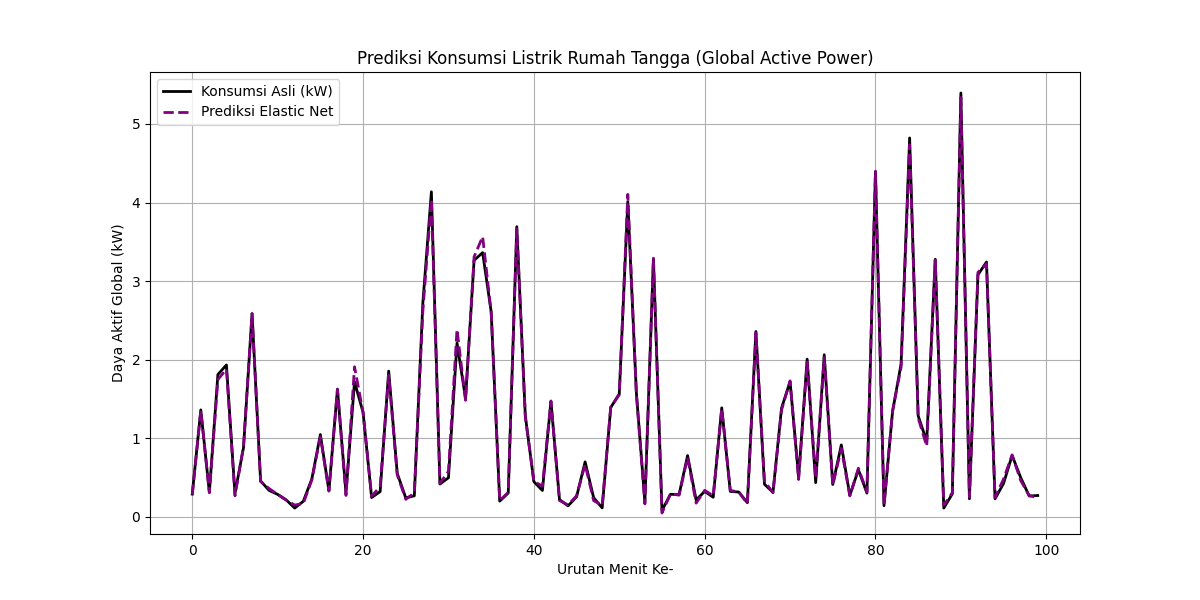 Prediksi Konsumsi Listrik Rumah Tangga (Global Active Power)
Konsumsi Asli (kW)
Prediksi Elastic Net
Daya Aktif Global (kW)
5
4
3
2
1
0
0 20 40 60 80 100
Urutan Menit Ke-